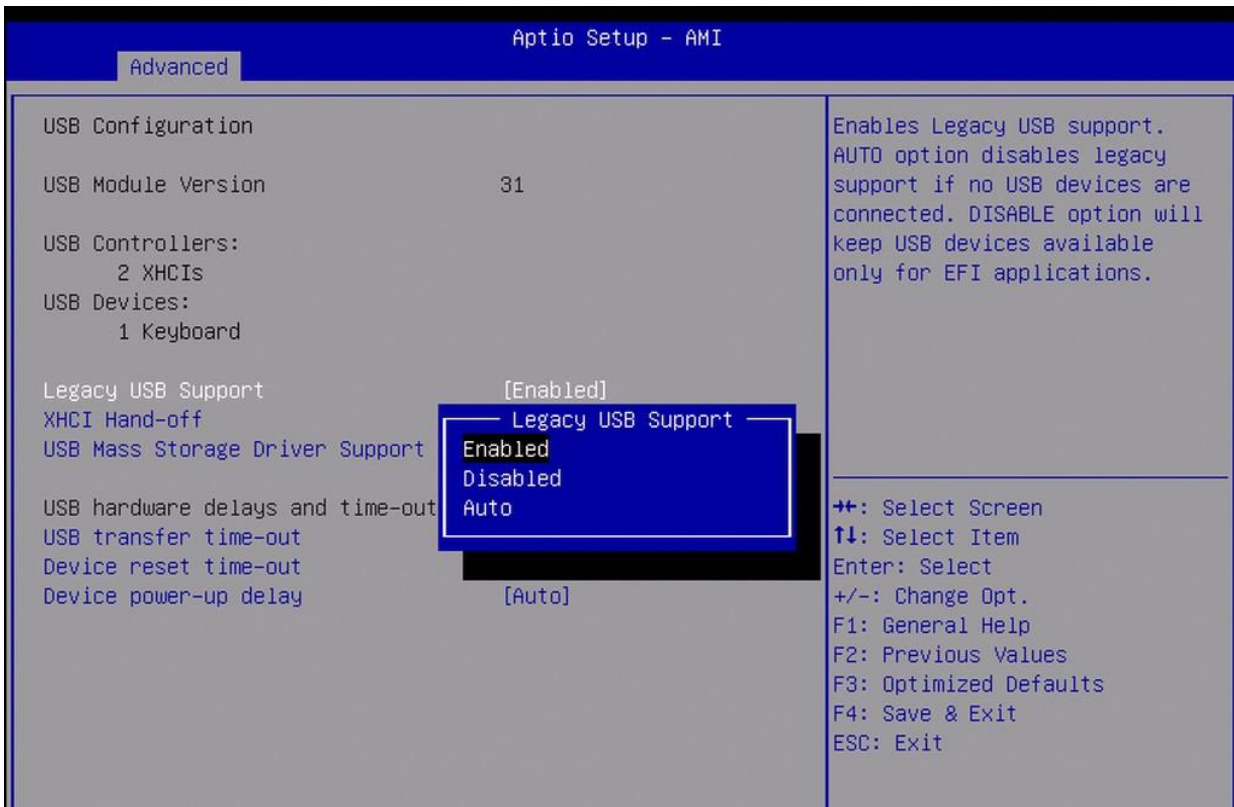 Aptio Setup – AMI
Advanced
USB Configuration
USB Module Version 31
USB Controllers:
2 XHCIs
USB Devices:
1 Keyboard
Legacy USB Support [Enabled]
XHCI Hand-off
USB Mass Storage Driver Support
USB hardware delays and time-out
USB transfer time-out
Device reset time-out
Device power-up delay [Auto]
Legacy USB Support
Enabled
Disabled
Auto
Enables Legacy USB support.
AUTO option disables legacy
support if no USB devices are
connected. DISABLE option will
keep USB devices available
only for EFI applications.
→←: Select Screen
↑↓: Select Item
Enter: Select
+/-: Change Opt.
F1: General Help
F2: Previous Values
F3: Optimized Defaults
F4: Save & Exit
ESC: Exit